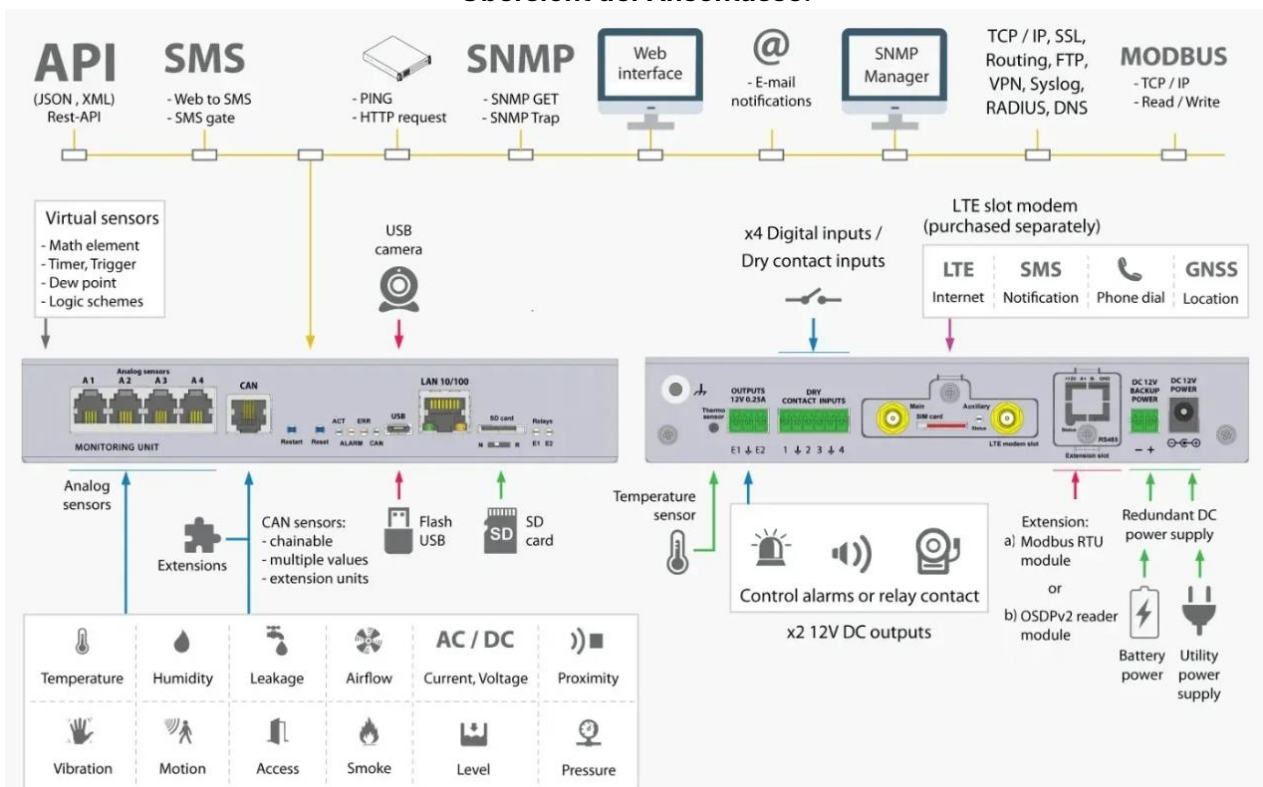 Übersicht der Anschlüsse:
API
(JSON , XML)
Rest-API
SMS
- Web to SMS
- SMS gate
- PING
- HTTP request
SNMP
- SNMP GET
- SNMP Trap
Web
interface
@
- E-mail
notifications
SNMP
Manager
TCP / IP, SSL,
Routing, FTP,
VPN, Syslog,
RADIUS, DNS
MODBUS
- TCP / IP
- Read / Write
Virtual sensors
- Math element
- Timer, Trigger
- Dew point
- Logic schemes
USB
camera
x4 Digital inputs /
Dry contact inputs
LTE slot modem
(purchased separately)
LTE
Internet
SMS
Notification
Phone dial
GNSS
Location
Analog sensors
A 1 A 2 A 3 A 4
CAN
MONITORING UNIT
Restart Reset
ACT ERR
ALARM CAN
USB
LAN 10/100
SD card
N R
Relays
E1 E2
Thermo
sensor
OUTPUTS
12V 0.25A
E1 E2
DRY
CONTACT INPUTS
1 2 3 4
Main
SIM card
Auxiliary
Status
LTE modem slot
+12V A+ B- GND
Status
RS485
Extension slot
DC 12V
BACKUP
POWER
- +
DC 12V
POWER
Analog
sensors
Extensions
CAN sensors:
- chainable
- multiple values
- extension units
Flash
USB
SD
SD
card
Temperature
sensor
Control alarms or relay contact
x2 12V DC outputs
Extension:
a) Modbus RTU
module
or
b) OSDPv2 reader
module
Redundant DC
power supply
Battery
power
Utility
power
supply
Temperature
Humidity
Leakage
Airflow
AC / DC
Current, Voltage
Proximity
Vibration
Motion
Access
Smoke
Level
Pressure